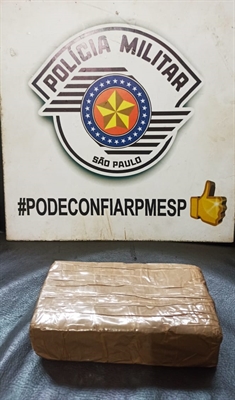 POLÍCIA MILITAR
SÃO PAULO
#PODECONFIARPMESP